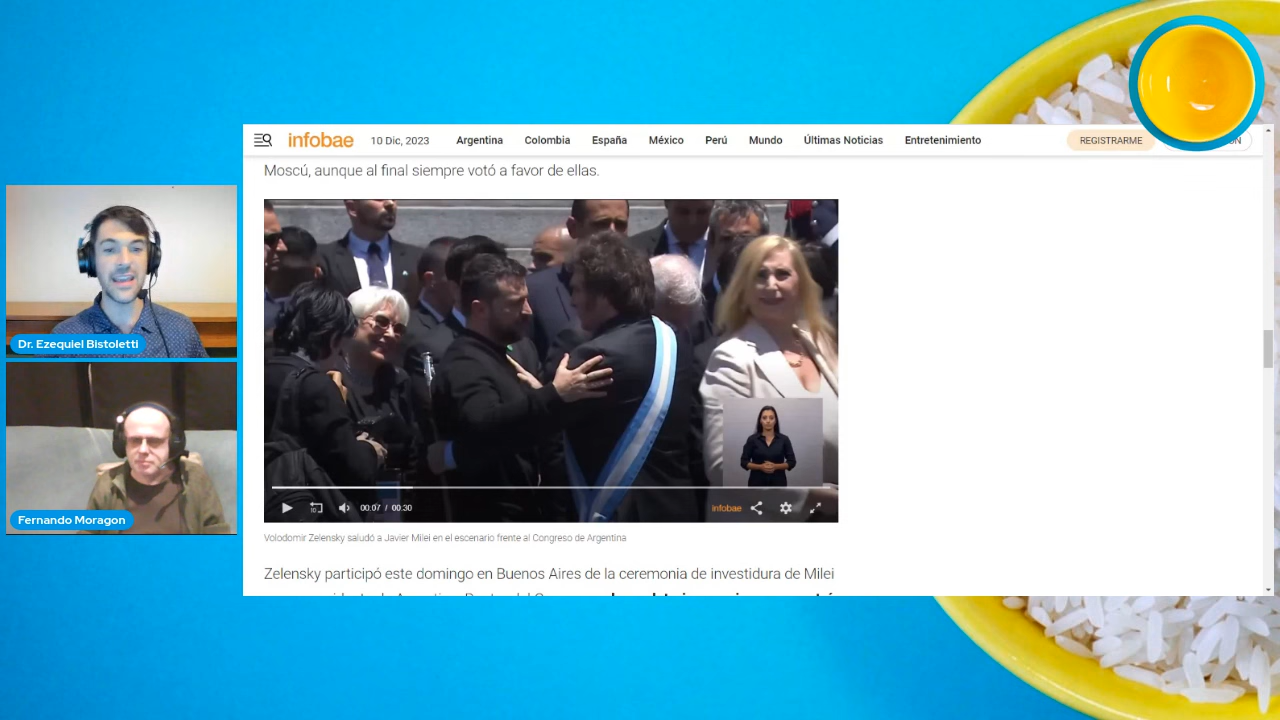 infobae
10 Dic, 2023
Argentina
Colombia
España
México
Perú
Mundo
Últimas Noticias
Entretenimiento
REGISTRARME
Moscú, aunque al final siempre votó a favor de ellas.
Dr. Ezequiel Bistoletti
Fernando Moragon
10
00:07 / 00:30
infobae
Volodomir Zelensky saludó a Javier Milei en el escenario frente al Congreso de Argentina
Zelensky participó este domingo en Buenos Aires de la ceremonia de investidura de Milei